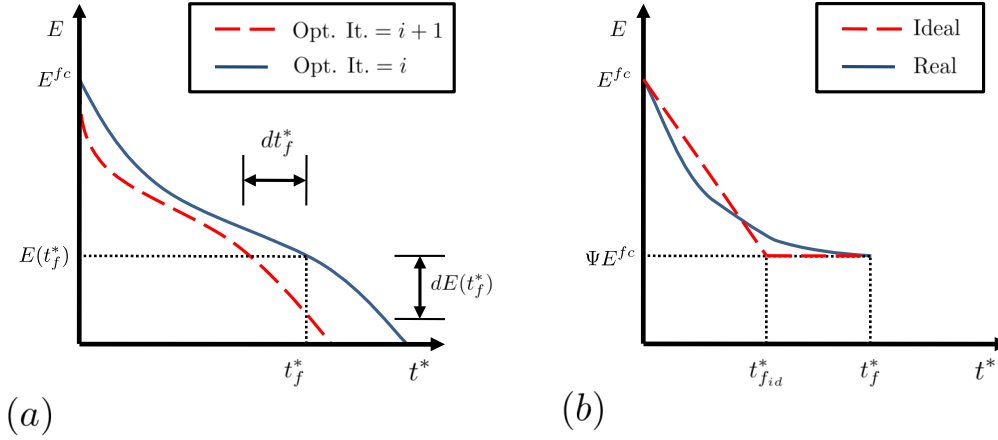 E
Opt. It. = i + 1
Opt. It. = i
E^{fc}
dt_f^*
E(t_f^*)
dE(t_f^*)
t_f^*
t^*
(a)
E
Ideal
Real
E^{fc}
ΨE^{fc}
t_{f_{id}}^*
t_f^*
t^*
(b)